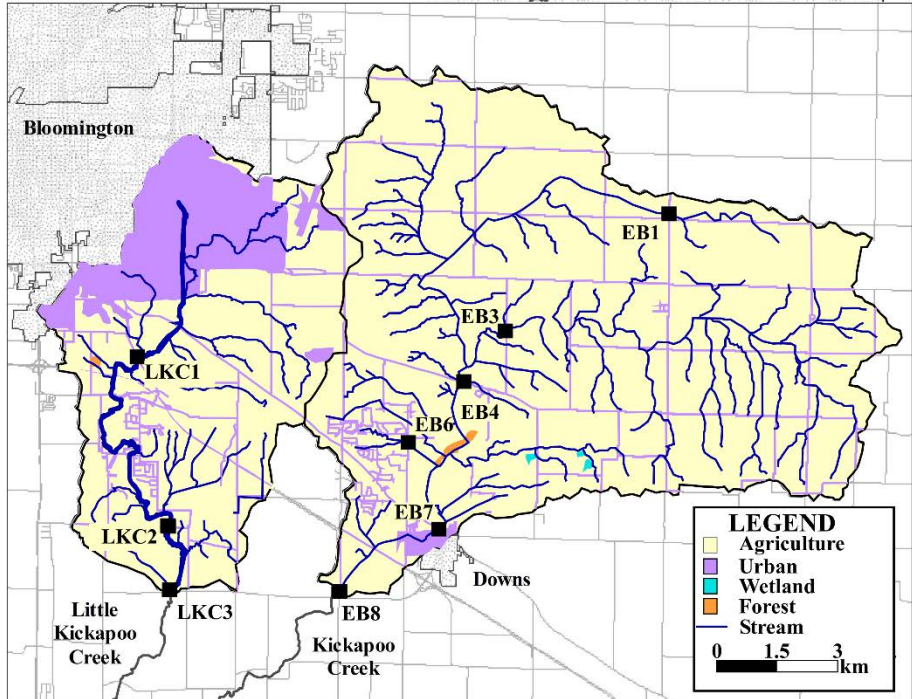 Bloomington
EB1
EB3
LKC1
EB4
EB6
LKC2
EB7
LEGEND
Agriculture
Urban
Wetland
Forest
Stream
0 1.5 3
km
Downs
LKC3
EB8
Little
Kickapoo
Creek
Kickapoo
Creek